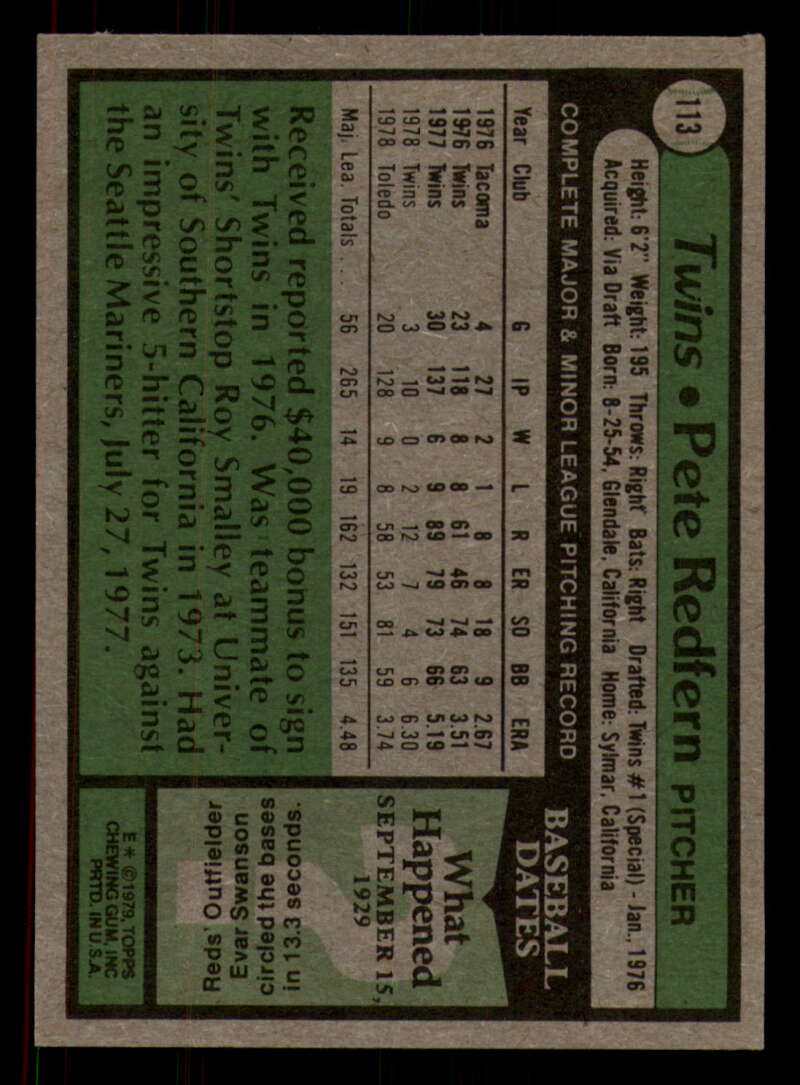 113
Twins • Pete Redfern PITCHER
Height: 6'2" Weight: 195 Throws: Right Bats: Right Drafted: Twins #1 (Special) - Jan., 1976
Acquired: Via Draft Born: 8-25-54, Glendale, California Home: Sylmar, California
COMPLETE MAJOR & MINOR LEAGUE PITCHING RECORD
Year Club G IP W L R ER SO BB ERA
1976 Tacoma 4 27 2 1 8 8 18 9 2.67
1976 Twins 23 118 8 8 61 46 74 63 3.51
1977 Twins 30 137 6 9 89 79 73 66 5.19
1978 Twins 3 10 0 2 12 7 4 6 6.30
1978 Toledo 20 128 9 8 58 53 81 59 3.74
Maj. Lea. Totals . . . 56 265 14 19 162 132 151 135 4.48
Received reported $40,000 bonus to sign
with Twins in 1976. Was teammate of
Twins' Shortstop Roy Smalley at Univer-
sity of Southern California in 1973. Had
an impressive 5-hitter for Twins against
the Seattle Mariners, July 27, 1977.
BASEBALL
DATES
What
Happened
SEPTEMBER 15,
1929
Reds' Outfielder
Evar Swanson
circled the bases
in 13.3 seconds.
E * ©1979, TOPPS
CHEWING GUM, INC
PRTD. IN U.S.A.